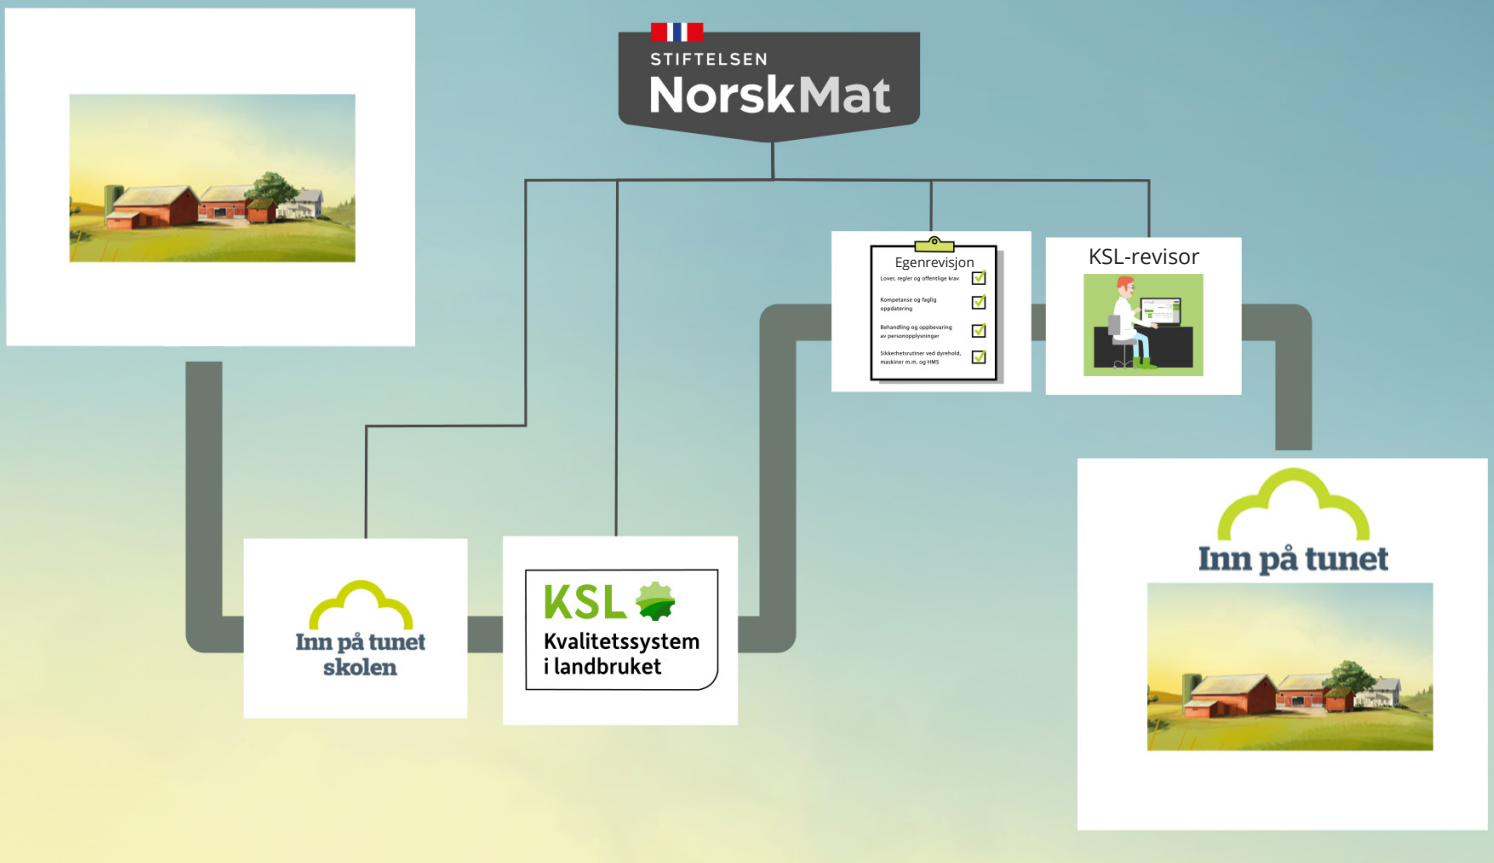 STIFTELSEN
NorskMat
Egenrevisjon
Lover, regler og offentlige krav
Kompetanse og faglig
oppdatering
Behandling og oppbevaring
av personopplysninger
Sikkerhetsrutiner ved dyrehold,
maskiner m.m. og HMS
KSL-revisor
Inn på tunet
skolen
KSL
Kvalitetssystem
i landbruket
Inn på tunet